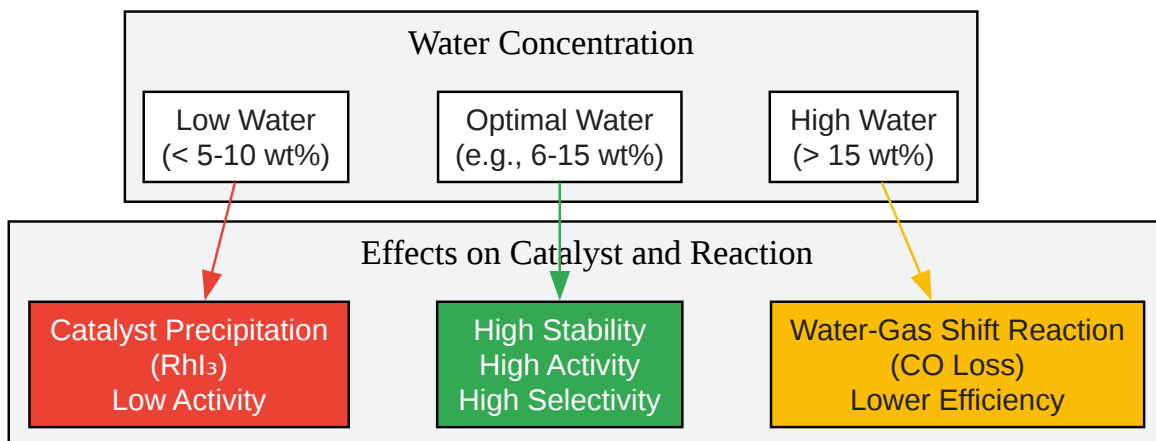 Water Concentration
Low Water
(< 5-10 wt%)
Optimal Water
(e.g., 6-15 wt%)
High Water
(> 15 wt%)
Effects on Catalyst and Reaction
Catalyst Precipitation
(RhI₃)
Low Activity
High Stability
High Activity
High Selectivity
Water-Gas Shift Reaction
(CO Loss)
Lower Efficiency